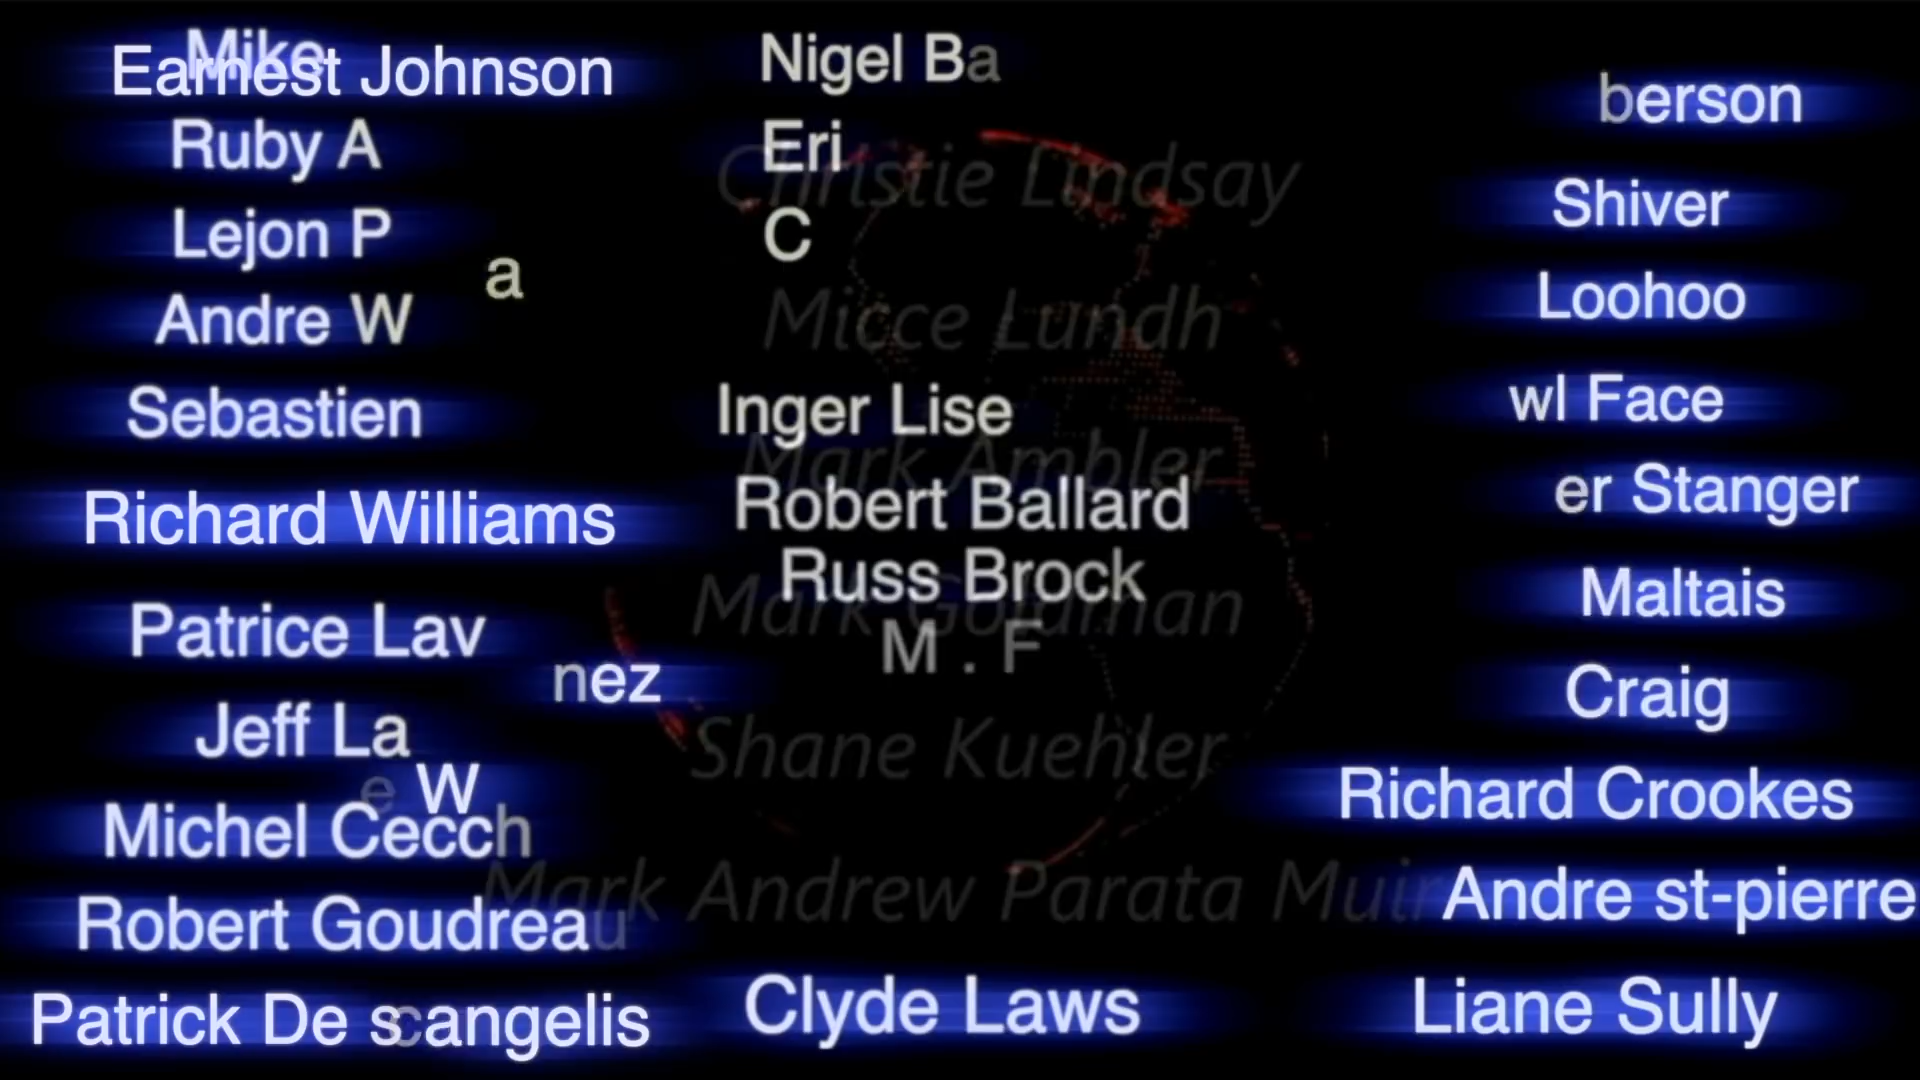 Mike
Earnest Johnson
Ruby A
Lejon P
a
Andre W
Sebastien
Richard Williams
Patrice Lav
nez
Jeff La
e W
Michel Cecch
Robert Goudreau
Patrick De scangelis
Nigel Ba
Eri
Christie Lindsay
C
Micce Lundh
Inger Lise
Mark Ambler
Robert Ballard
Russ Brock
Mark Goldman
M . F
Shane Kuehler
Mark Andrew Parata Muir
Clyde Laws
berson
Shiver
Loohoo
wl Face
er Stanger
Maltais
Craig
Richard Crookes
Andre st-pierre
Liane Sully